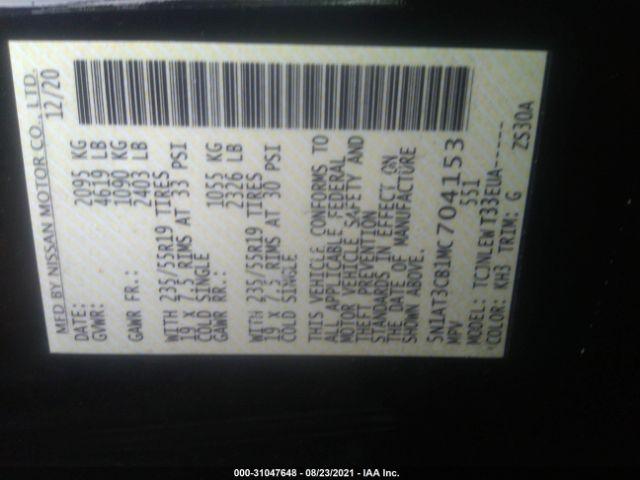 MFD BY NISSAN MOTOR CO., LTD.
DATE: 12/20
GVWR: 2095 KG
4619 LB
GAWR FR.: 1090 KG
2403 LB
WITH 235/55R19 TIRES
19 X 7.5 RIMS AT 33 PSI
COLD SINGLE
GAWR RR.: 1055 KG
2326 LB
WITH 235/55R19 TIRES
19 X 7.5 RIMS AT 30 PSI
COLD SINGLE
THIS VEHICLE CONFORMS TO
ALL APPLICABLE FEDERAL
MOTOR VEHICLE SAFETY AND
THEFT PREVENTION
STANDARDS IN EFFECT ON
THE DATE OF MANUFACTURE
SHOWN ABOVE.
5N1AT3CB1MC704153
MPV 551
MODEL: TCJNLEW T33EUA------
COLOR: KH3 TRIM: G ZS30A
000-31047648 - 08/23/2021 - IAA Inc.